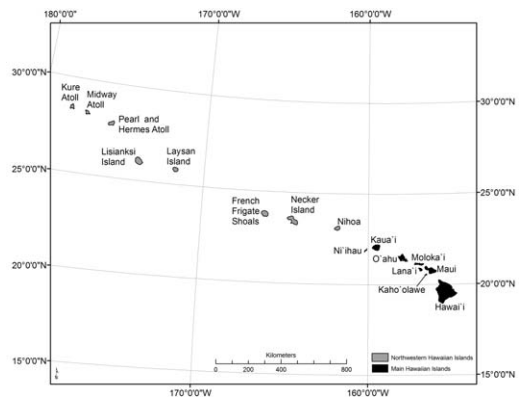 180°0'0"W
170°0'0"W
160°0'0"W
30°0'0"N
30°0'0"N
Kure
Atoll
Midway
Atoll
Pearl and
Hermes Atoll
Lisianksi
Island
Laysan
Island
25°0'0"N
25°0'0"N
French
Frigate
Shoals
Necker
Island
Nihoa
Kaua`i
Ni`ihau
O`ahu
Moloka`i
Lana`i
Maui
Kaho`olawe
Hawai`i
20°0'0"N
20°0'0"N
Kilometers
0 200 400 800
Northwestern Hawaiian Islands
Main Hawaiian Islands
15°0'0"N
15°0'0"N
170°0'0"W
160°0'0"W